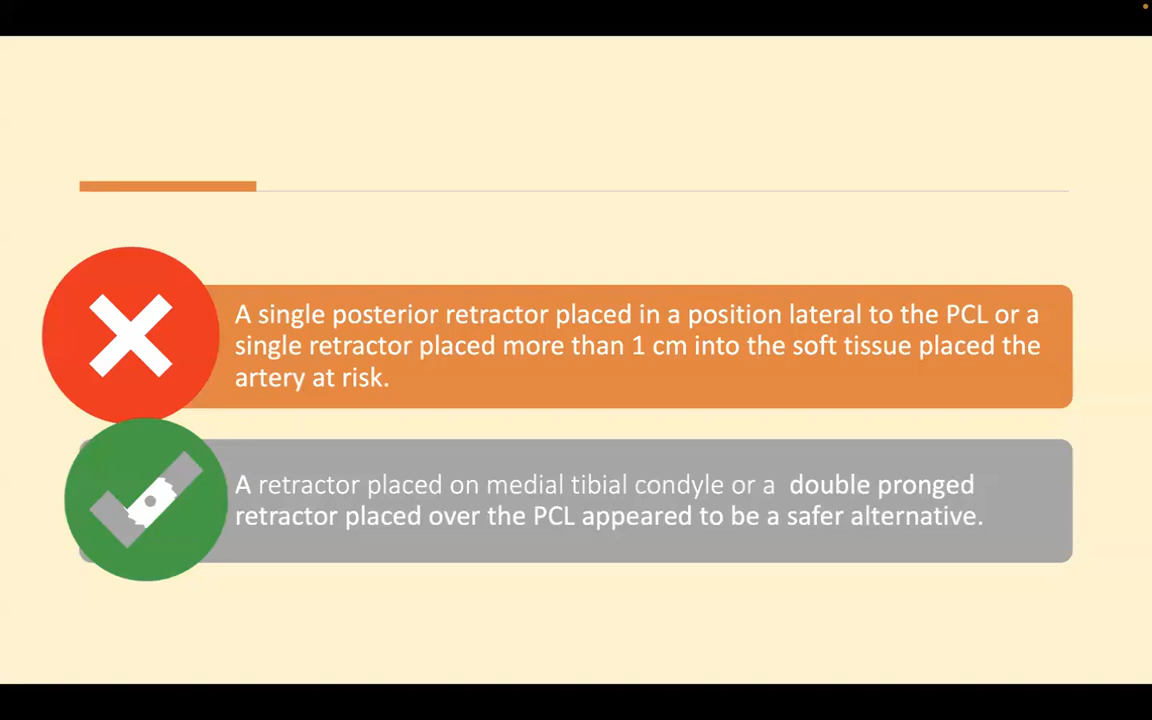 A single posterior retractor placed in a position lateral to the PCL or a
single retractor placed more than 1 cm into the soft tissue placed the
artery at risk.
A retractor placed on medial tibial condyle or a  double pronged
retractor placed over the PCL appeared to be a safer alternative.